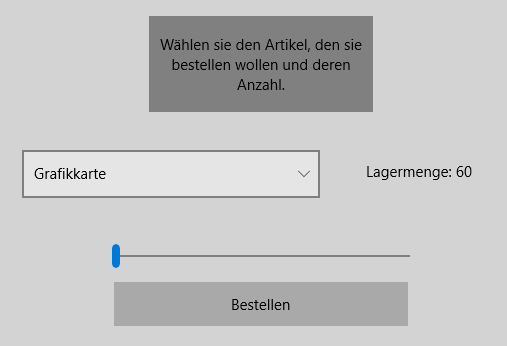 Wählen sie den Artikel, den sie
bestellen wollen und deren
Anzahl.
Grafikkarte
Lagermenge: 60
Bestellen